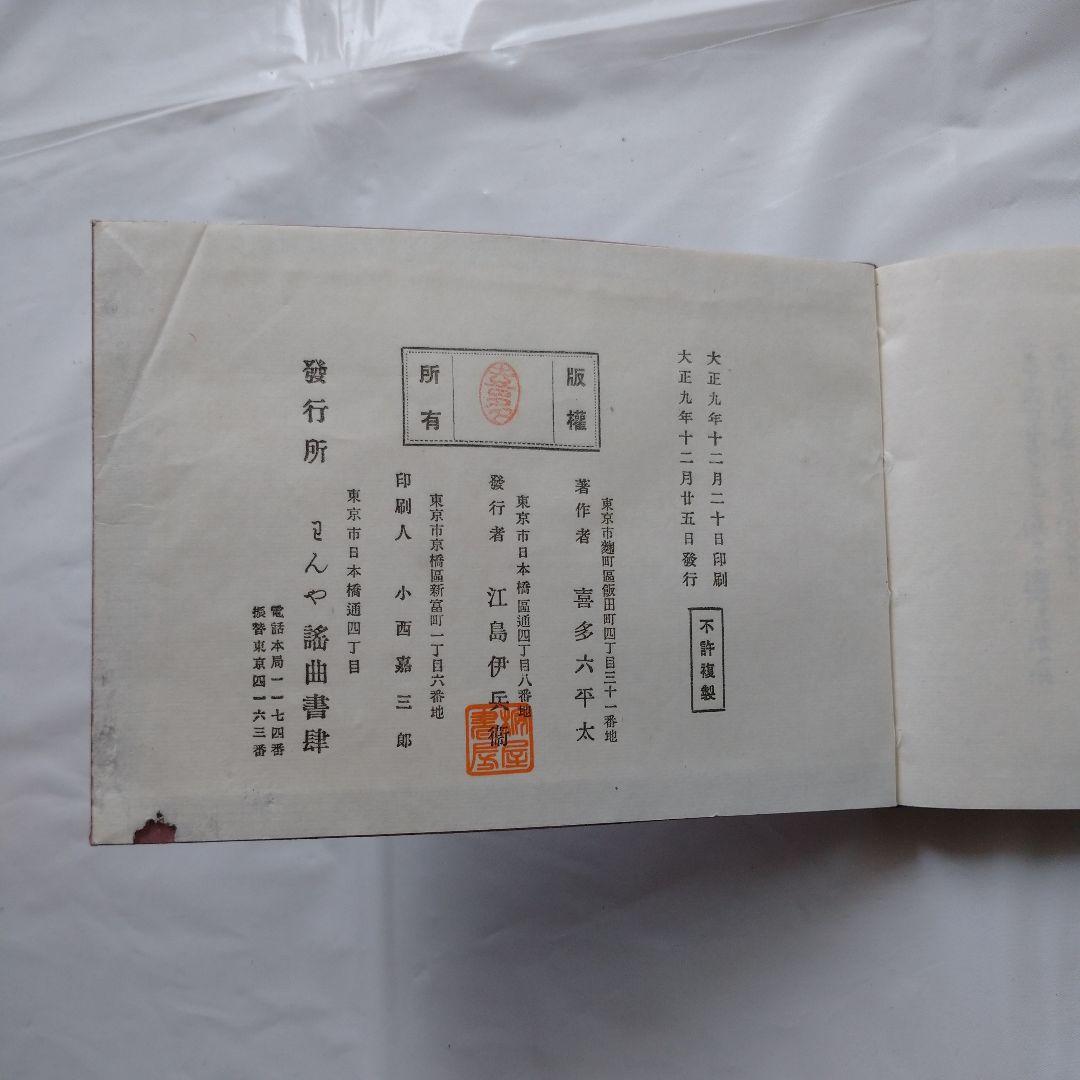 大正九年十二月二十日印刷
大正九年十二月廿五日發行
不許複製
版權
所有
東京市麹町區飯田町四丁目三十一番地
著作者 喜多六平太
東京市日本橋區通四丁目八番地
發行者 江島伊兵衞
東京市京橋區新富町一丁目六番地
印刷人 小西嘉三郎
東京市日本橋通四丁目
發行所 わんや謠曲書肆
電話本局一一七四番
振替東京四一六三番